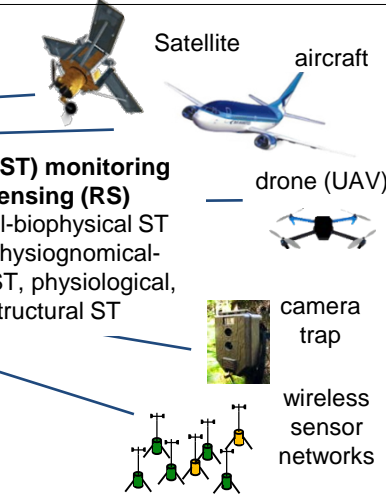 Satellite
aircraft
ST) monitoring
ensing (RS)
l-biophysical ST
hysiognomical-
ST, physiological,
tructural ST
drone (UAV)
camera
trap
wireless
sensor
networks